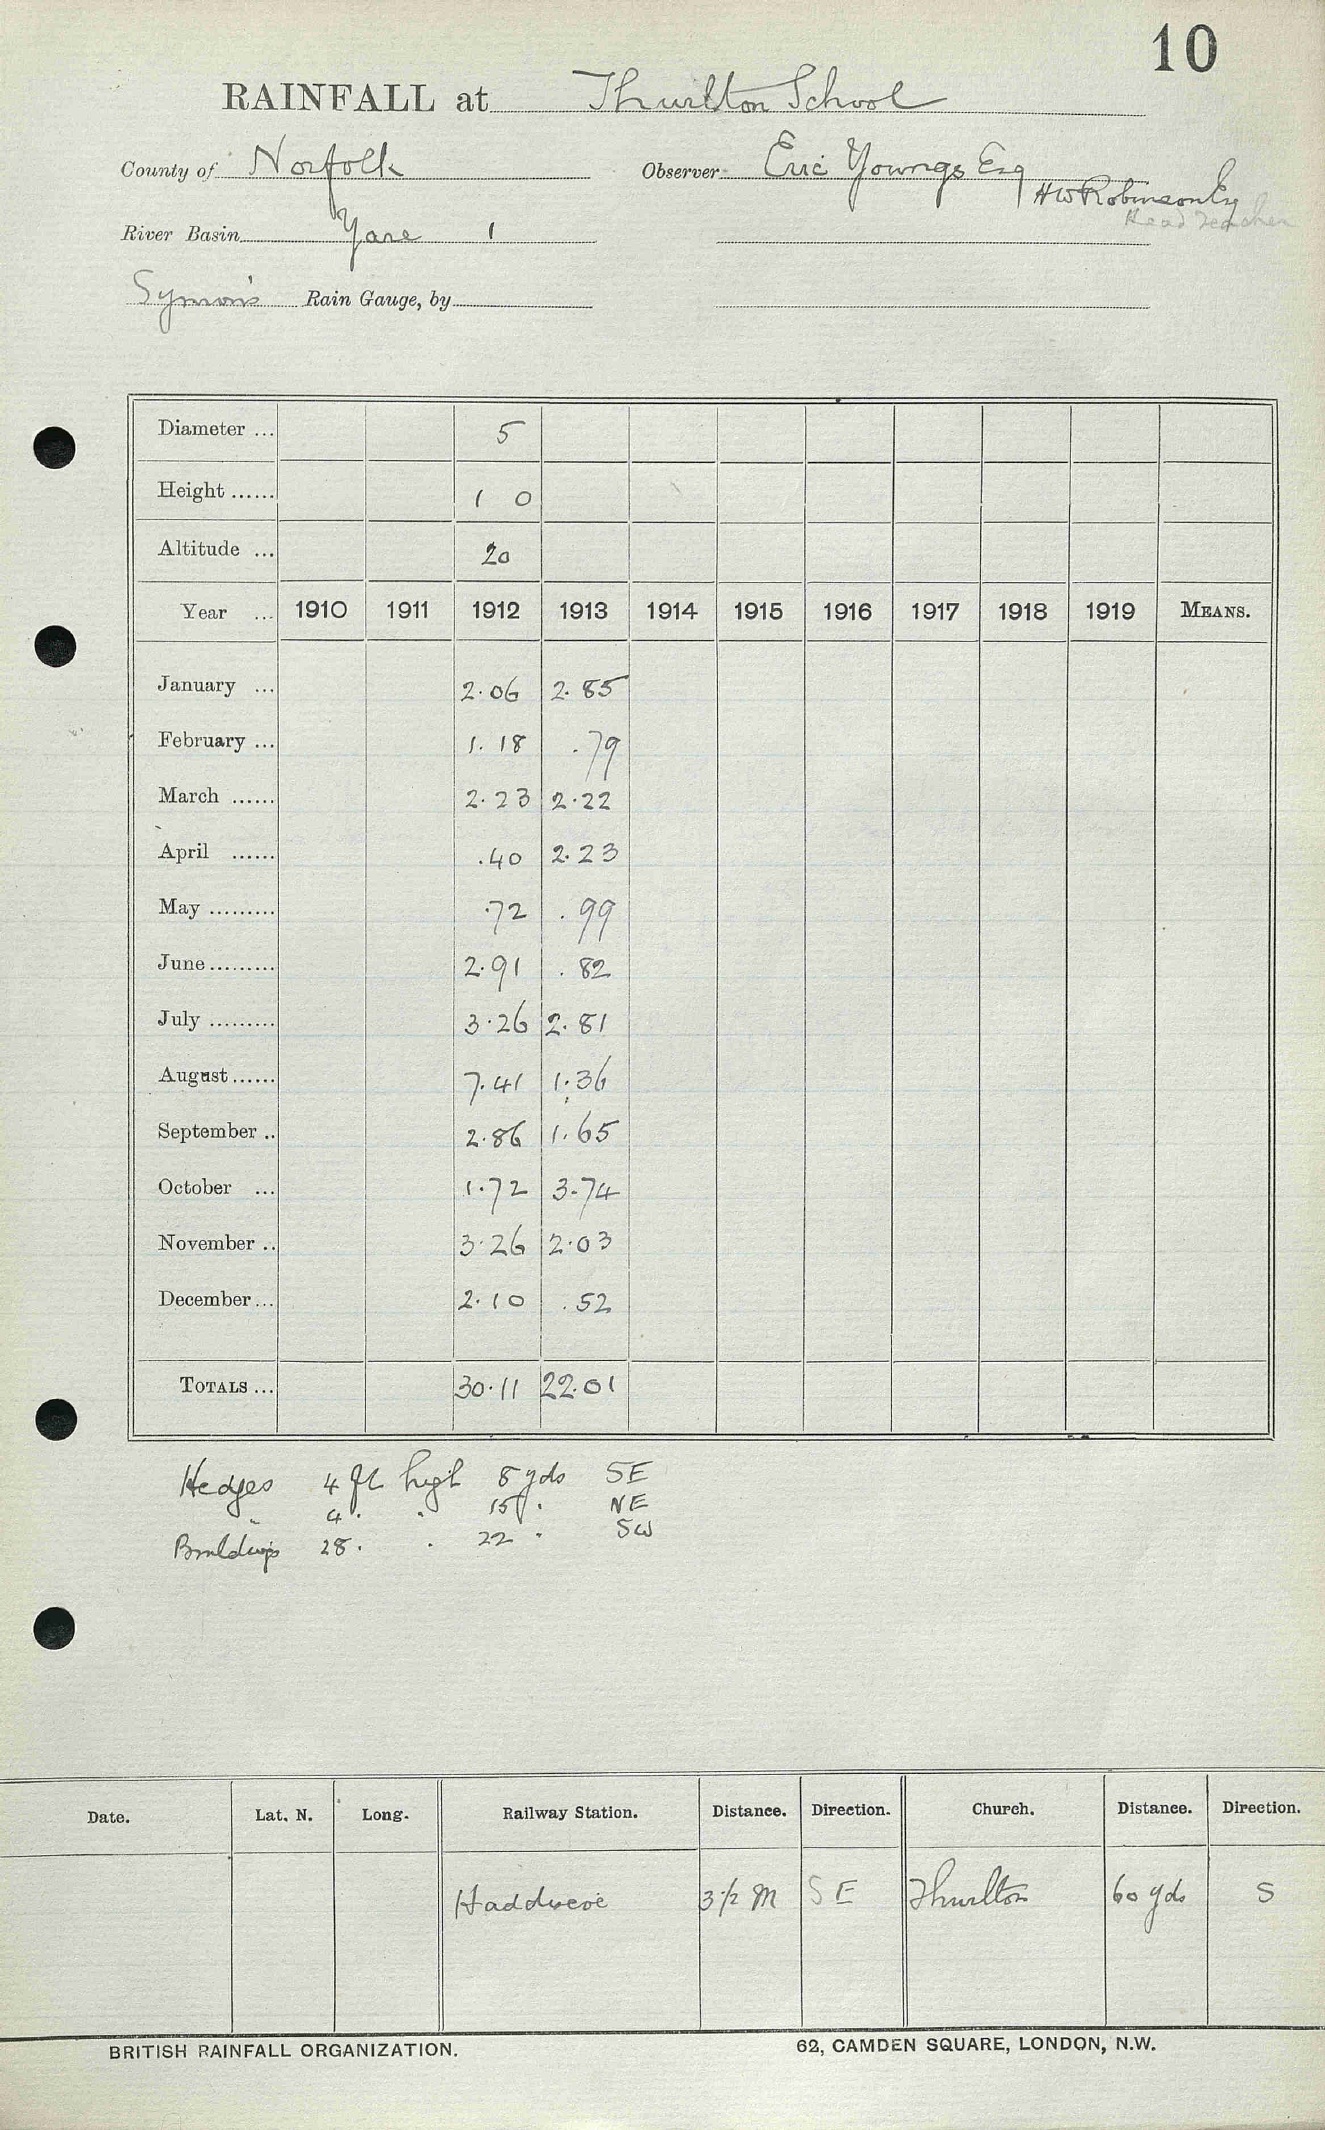 10
RAINFALL at Thurlton School
County of Norfolk Observer Eric Youngs Esq
H W Robinson Esq
Head Teacher
River Basin Yare 1
Symons Rain Gauge, by
Diameter ... 5
Height ...... 1 0
Altitude ... 20
Year ... 1910 1911 1912 1913 1914 1915 1916 1917 1918 1919 MEANS.
January ... 2.06 2.85
February ... 1.18 .79
March ...... 2.23 2.22
April ...... .40 2.23
May ......... .72 .99
June ......... 2.91 .82
July ......... 3.26 2.81
August ...... 7.41 1.36
September .. 2.86 1.65
October ... 1.72 3.74
November .. 3.26 2.03
December ... 2.10 .52
TOTALS ... 30.11 22.01
Hedges 4 ft high 8 yds SE
" 4 . . 15 . NE
Buildings 28 . . 22 . SW
Date. Lat. N. Long. Railway Station. Distance. Direction. Church. Distance. Direction.
Haddiscoe 3 1/2 M SE Thurlton 60 yds S
BRITISH RAINFALL ORGANIZATION. 62, CAMDEN SQUARE, LONDON, N.W.